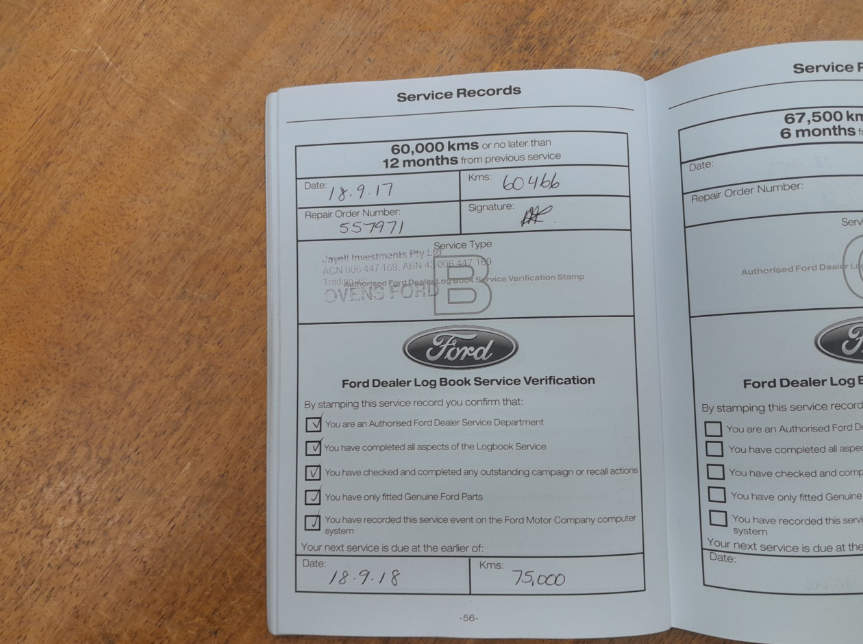 Service Records
60,000 kms or no later than
12 months from previous service
Date: 18.9.17
Kms: 60466
Repair Order Number: 557971
Signature:
Service Type
Jayell Investments Pty Ltd
ACN 006 447 159, ABN 43 006 447 159
Authorised Ford Dealer Log Book Service Verification Stamp
OVENS FORD
B
Ford
Ford Dealer Log Book Service Verification
By stamping this service record you confirm that:
You are an Authorised Ford Dealer Service Department
You have completed all aspects of the Logbook Service
You have checked and completed any outstanding campaign or recall actions
You have only fitted Genuine Ford Parts
You have recorded this service event on the Ford Motor Company computer
system
Your next service is due at the earlier of:
Date: 18.9.18
Kms: 75,000
-56-
Service
67,500 km
6 months
Date:
Repair Order Number:
Serv
Authorised Ford Dealer
Ford Dealer Log
By stamping this service record
You are an Authorised Ford
You have completed all
You have checked and
You have only fitted Genuine
You have recorded this
system
Your next service is due at the
Date: